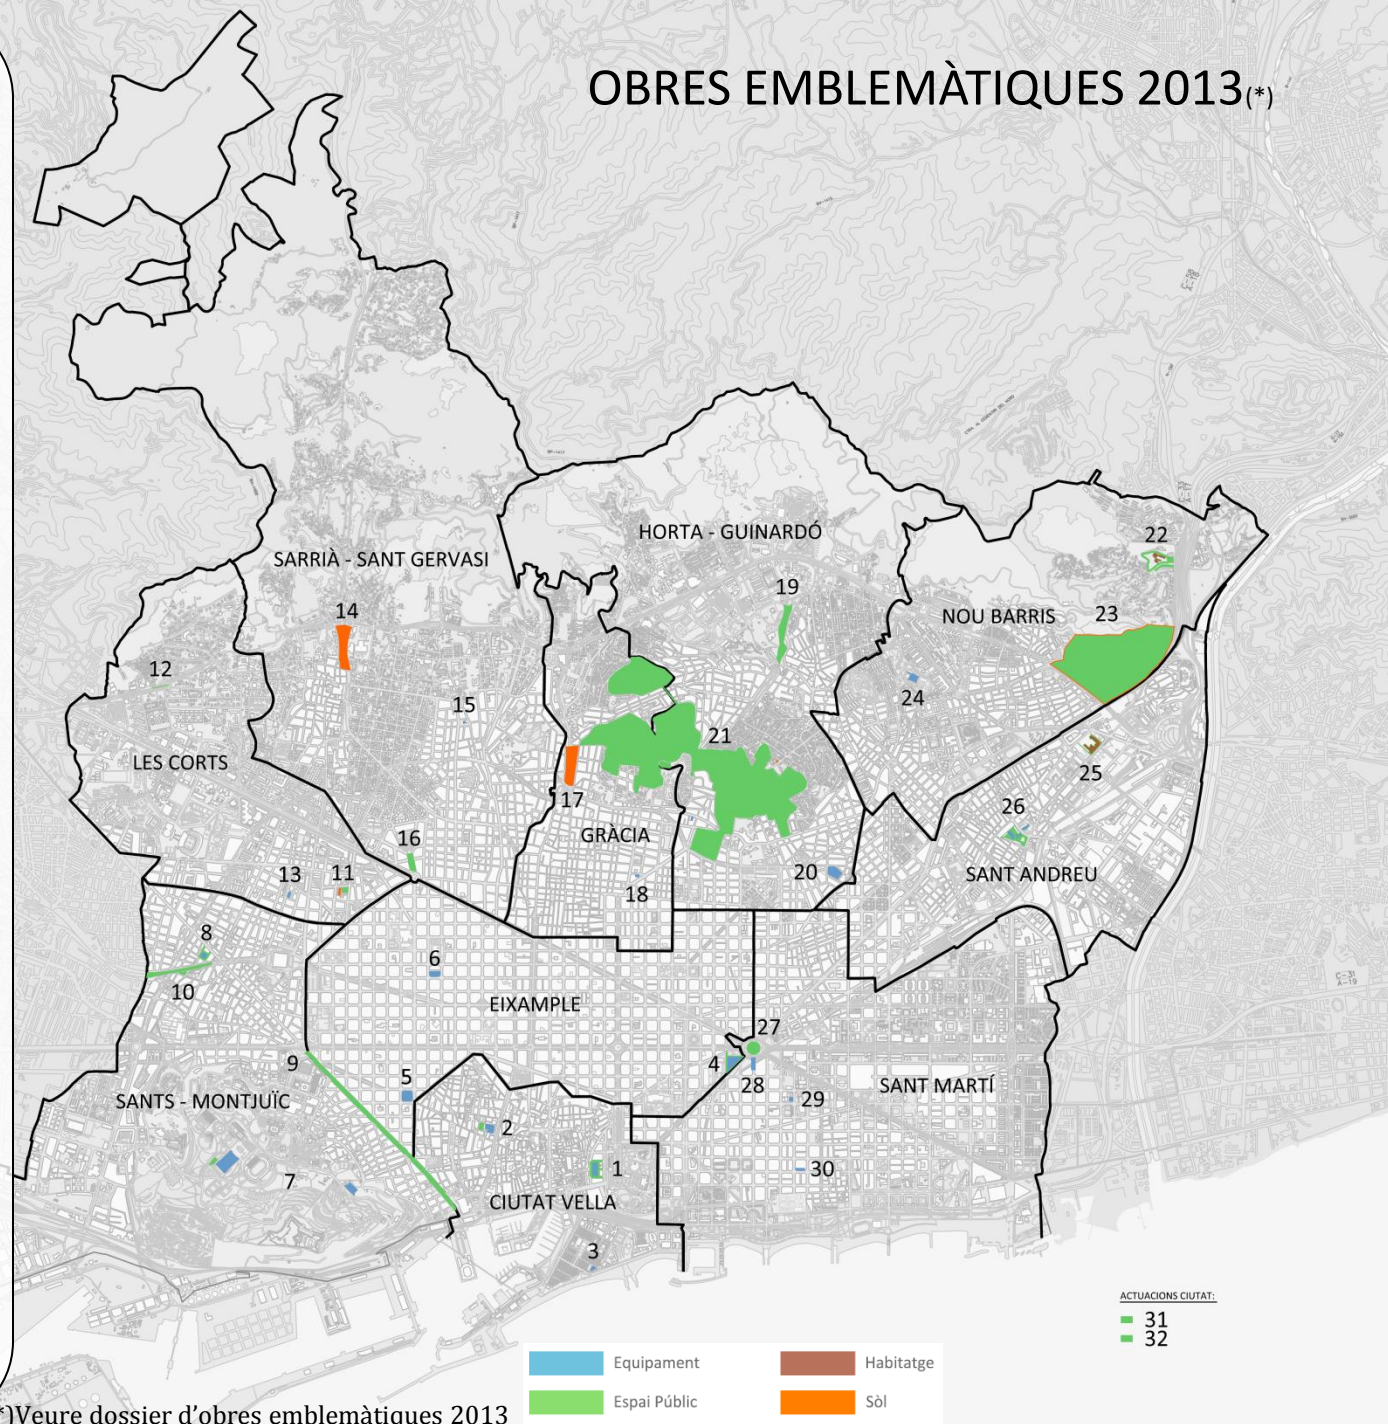 OBRES EMBLEMÀTIQUES 2013(*)
HORTA - GUINARDÓ
22
SARRIÀ - SANT GERVASI
19
14
NOU BARRIS
23
12
24
15
21
LES CORTS
25
17
26
GRÀCIA
16
13
11
20
SANT ANDREU
18
8
6
10
EIXAMPLE
27
9
4
28
5
SANT MARTÍ
SANTS - MONTJUÏC
29
2
1
30
7
CIUTAT VELLA
3
ACTUACIONS CIUTAT:
31
32
Equipament
Habitatge
Espai Públic
Sòl
*)Veure dossier d'obres emblemàtiques 2013